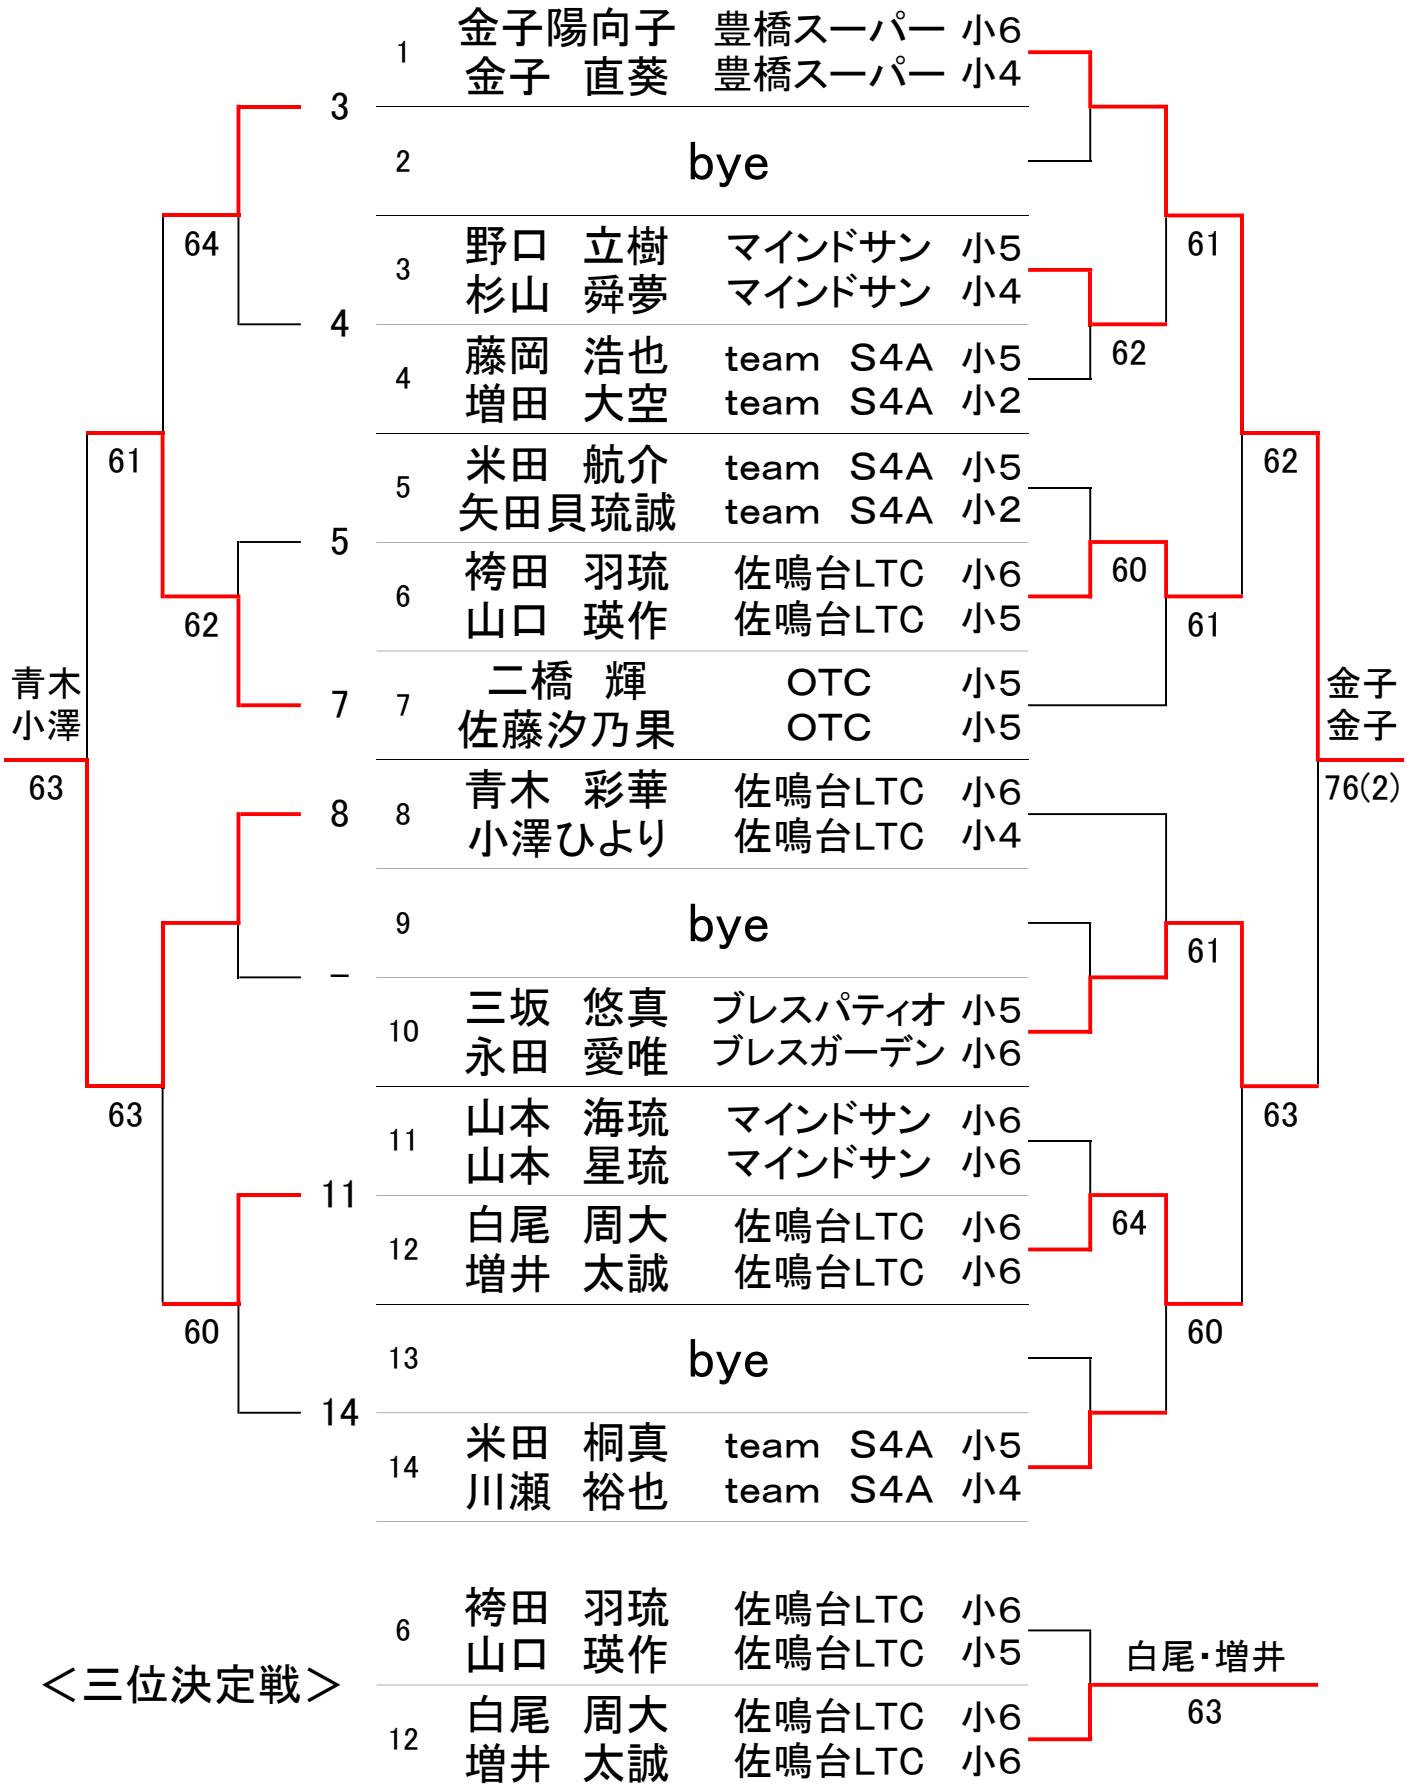 1 金子陽向子 豊橋スーパー 小6
金子 直葵 豊橋スーパー 小4
3
2 bye
64 61
3 野口 立樹 マインドサン 小5
杉山 舜夢 マインドサン 小4
4
62
4 藤岡 浩也 team S4A 小5
増田 大空 team S4A 小2
61 62
5 米田 航介 team S4A 小5
矢田貝琉誠 team S4A 小2
5
60
6 袴田 羽琉 佐鳴台LTC 小6
山口 瑛作 佐鳴台LTC 小5
62 61
青木 金子
小澤 金子
7 7 二橋 輝 OTC 小5
佐藤汐乃果 OTC 小5
63 76(2)
8 8 青木 彩華 佐鳴台LTC 小6
小澤ひより 佐鳴台LTC 小4
9 bye
61
–
10 三坂 悠真 ブレスパティオ 小5
永田 愛唯 ブレスガーデン 小6
63 63
11 山本 海琉 マインドサン 小6
山本 星琉 マインドサン 小6
11
64
12 白尾 周大 佐鳴台LTC 小6
増井 太誠 佐鳴台LTC 小6
60 60
13 bye
14
14 米田 桐真 team S4A 小5
川瀬 裕也 team S4A 小4
6 袴田 羽琉 佐鳴台LTC 小6
山口 瑛作 佐鳴台LTC 小5
白尾・増井
＜三位決定戦＞
63
12 白尾 周大 佐鳴台LTC 小6
増井 太誠 佐鳴台LTC 小6